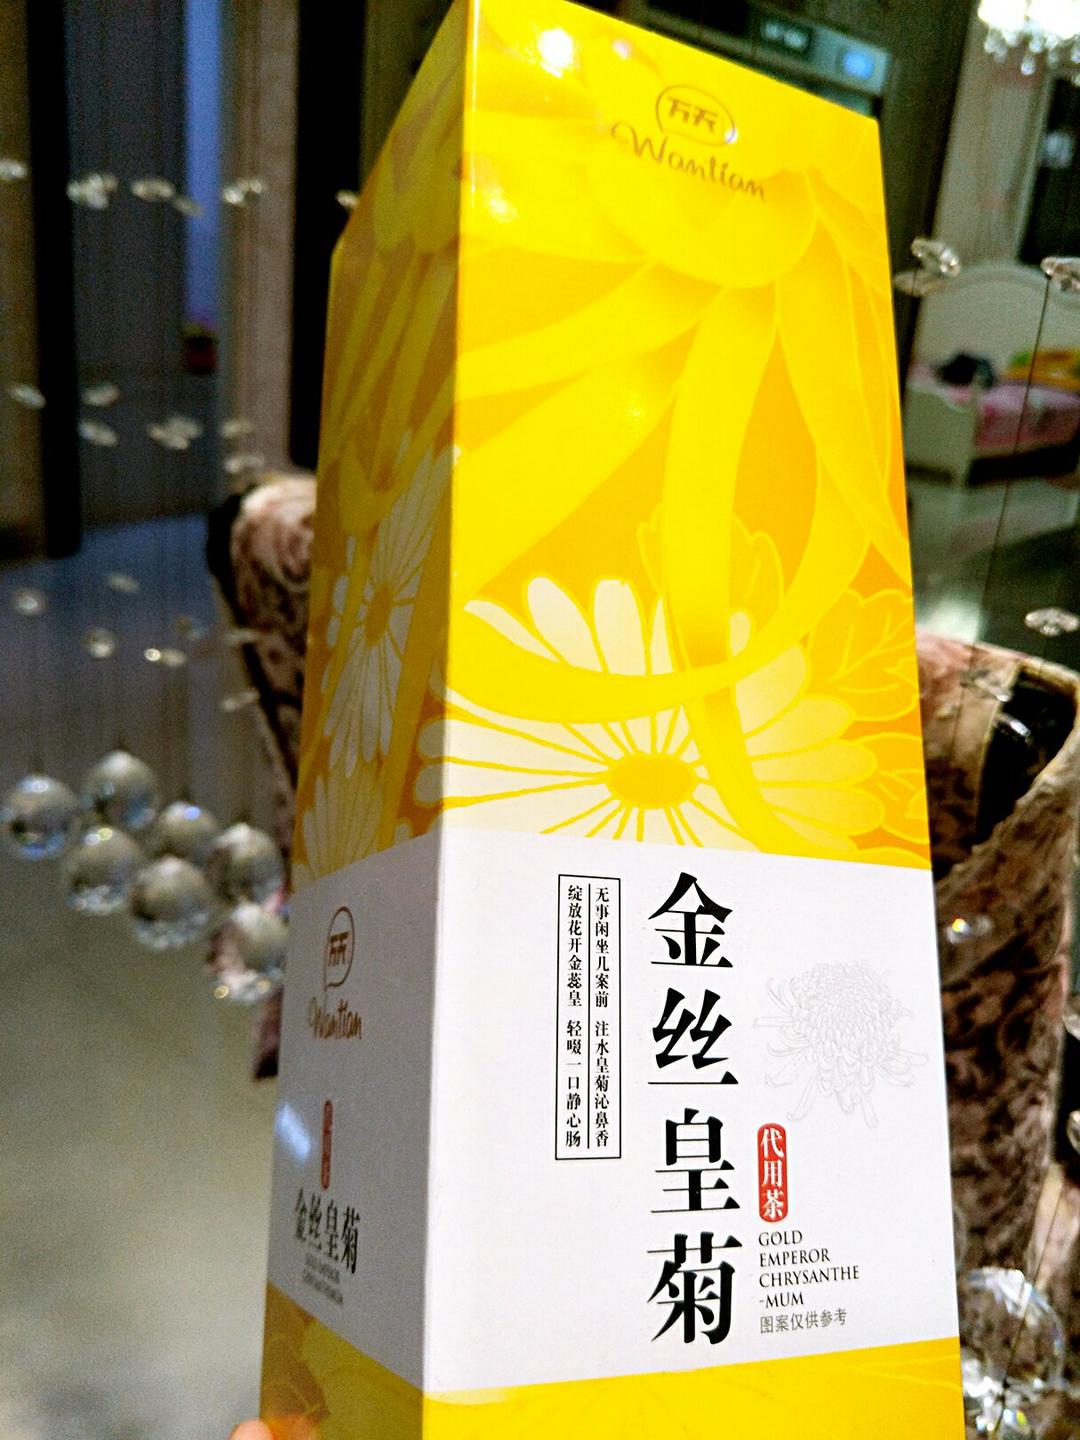 万天
Wantian
无事闲坐几案前 注水皇菊沁鼻香
绽放花开金蕊皇 轻啜一口静心肠
金丝皇菊
代用茶
GOLD
EMPEROR
CHRYSANTHE
-MUM
图案仅供参考
万天
Wantian
金丝皇菊